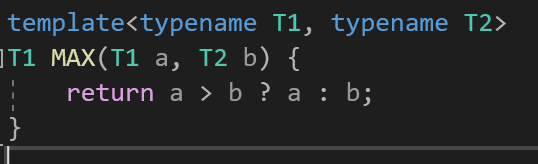 template<typename T1, typename T2>
T1 MAX(T1 a, T2 b) {
    return a > b ? a : b;
}